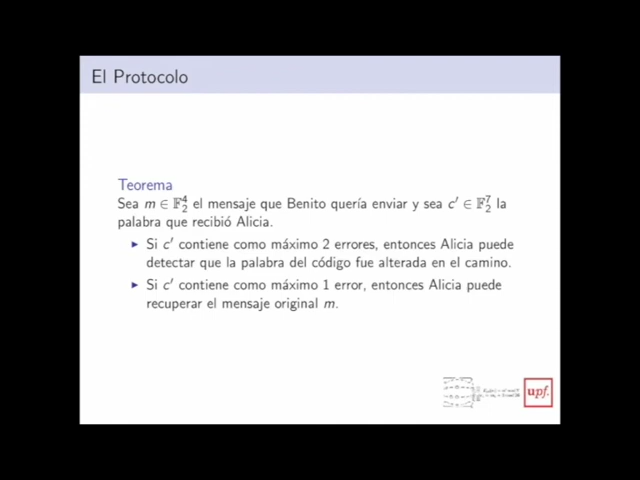 El Protocolo
Teorema
Sea m ∈ 𝔽₂⁴ el mensaje que Benito quería enviar y sea c′ ∈ 𝔽₂⁷ la
palabra que recibió Alicia.
▶ Si c′ contiene como máximo 2 errores, entonces Alicia puede
detectar que la palabra del código fue alterada en el camino.
▶ Si c′ contiene como máximo 1 error, entonces Alicia puede
recuperar el mensaje original m.
upf.